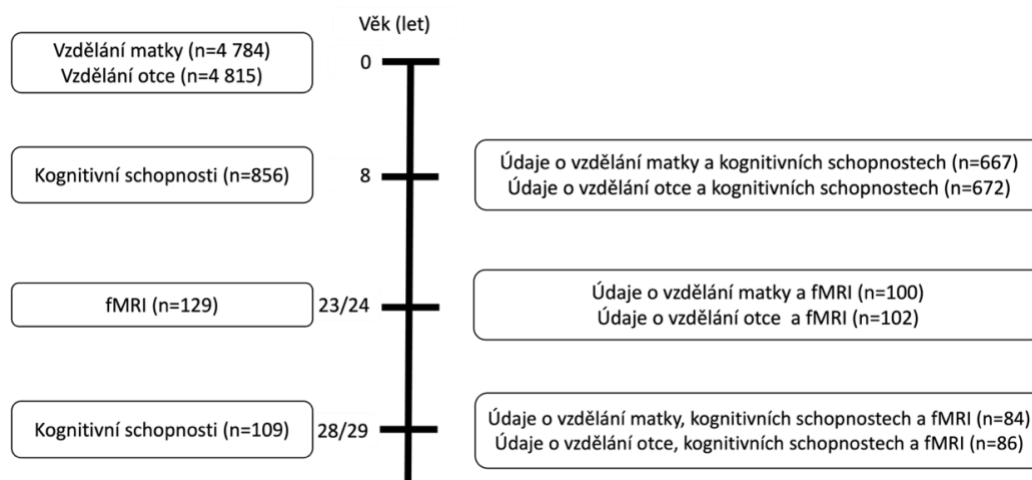 Věk (let)
Vzdělání matky (n=4 784)
Vzdělání otce (n=4 815)
0
Kognitivní schopnosti (n=856)
8
Údaje o vzdělání matky a kognitivních schopnostech (n=667)
Údaje o vzdělání otce a kognitivních schopnostech (n=672)
fMRI (n=129)
23/24
Údaje o vzdělání matky a fMRI (n=100)
Údaje o vzdělání otce a fMRI (n=102)
Kognitivní schopnosti (n=109)
28/29
Údaje o vzdělání matky, kognitivních schopnostech a fMRI (n=84)
Údaje o vzdělání otce, kognitivních schopnostech a fMRI (n=86)